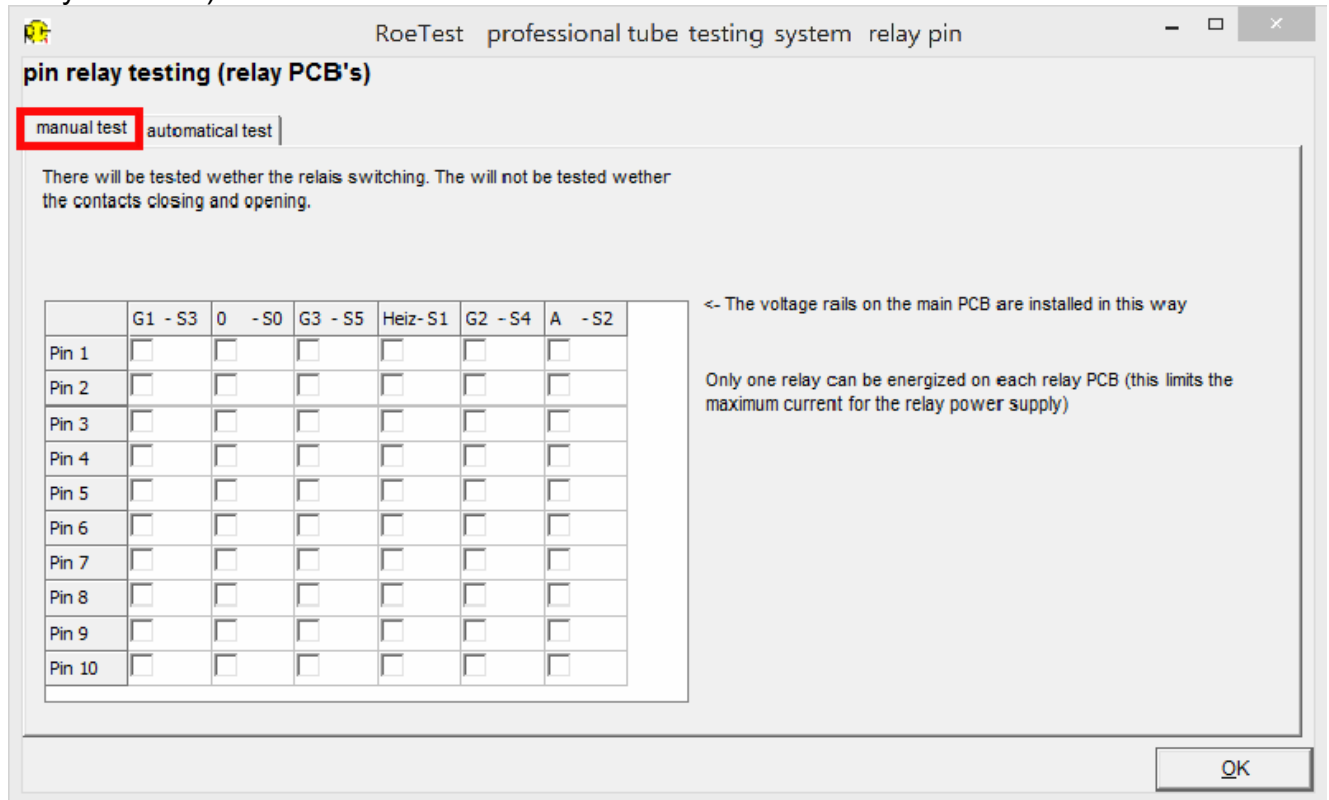 RoeTest professional tube testing system relay pin
pin relay testing (relay PCB's)
manual test automatical test
There will be tested wether the relais switching. The will not be tested wether
the contacts closing and opening.
<- The voltage rails on the main PCB are installed in this way
G1 - S3 0 - S0 G3 - S5 Heiz- S1 G2 - S4 A - S2
Pin 1
Pin 2
Only one relay can be energized on each relay PCB (this limits the
maximum current for the relay power supply)
Pin 3
Pin 4
Pin 5
Pin 6
Pin 7
Pin 8
Pin 9
Pin 10
OK